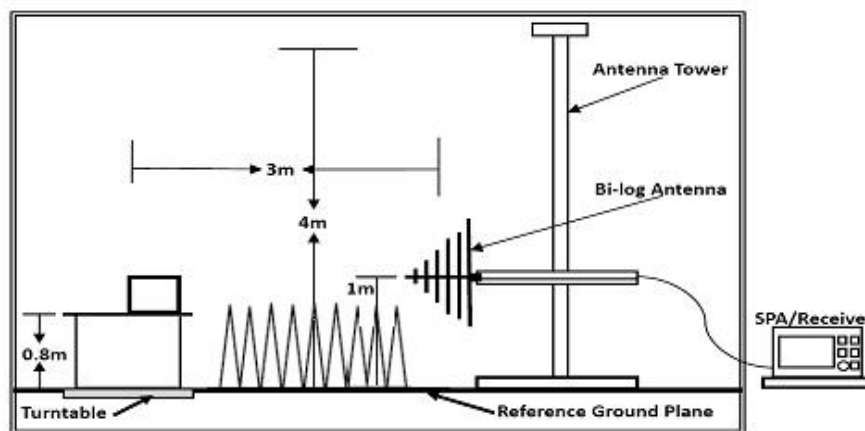 Antenna Tower
3m
Bi-log Antenna
4m
1m
SPA/Receive
0.8m
Turntable
Reference Ground Plane